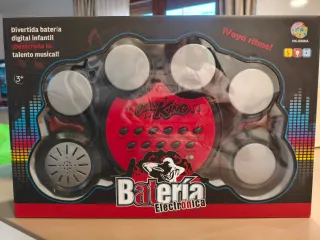 Divertida batería
digital infantil
¡demuestra tu
talento musical!
¡Vaya ritmo!
3+
Batería
Electrónica